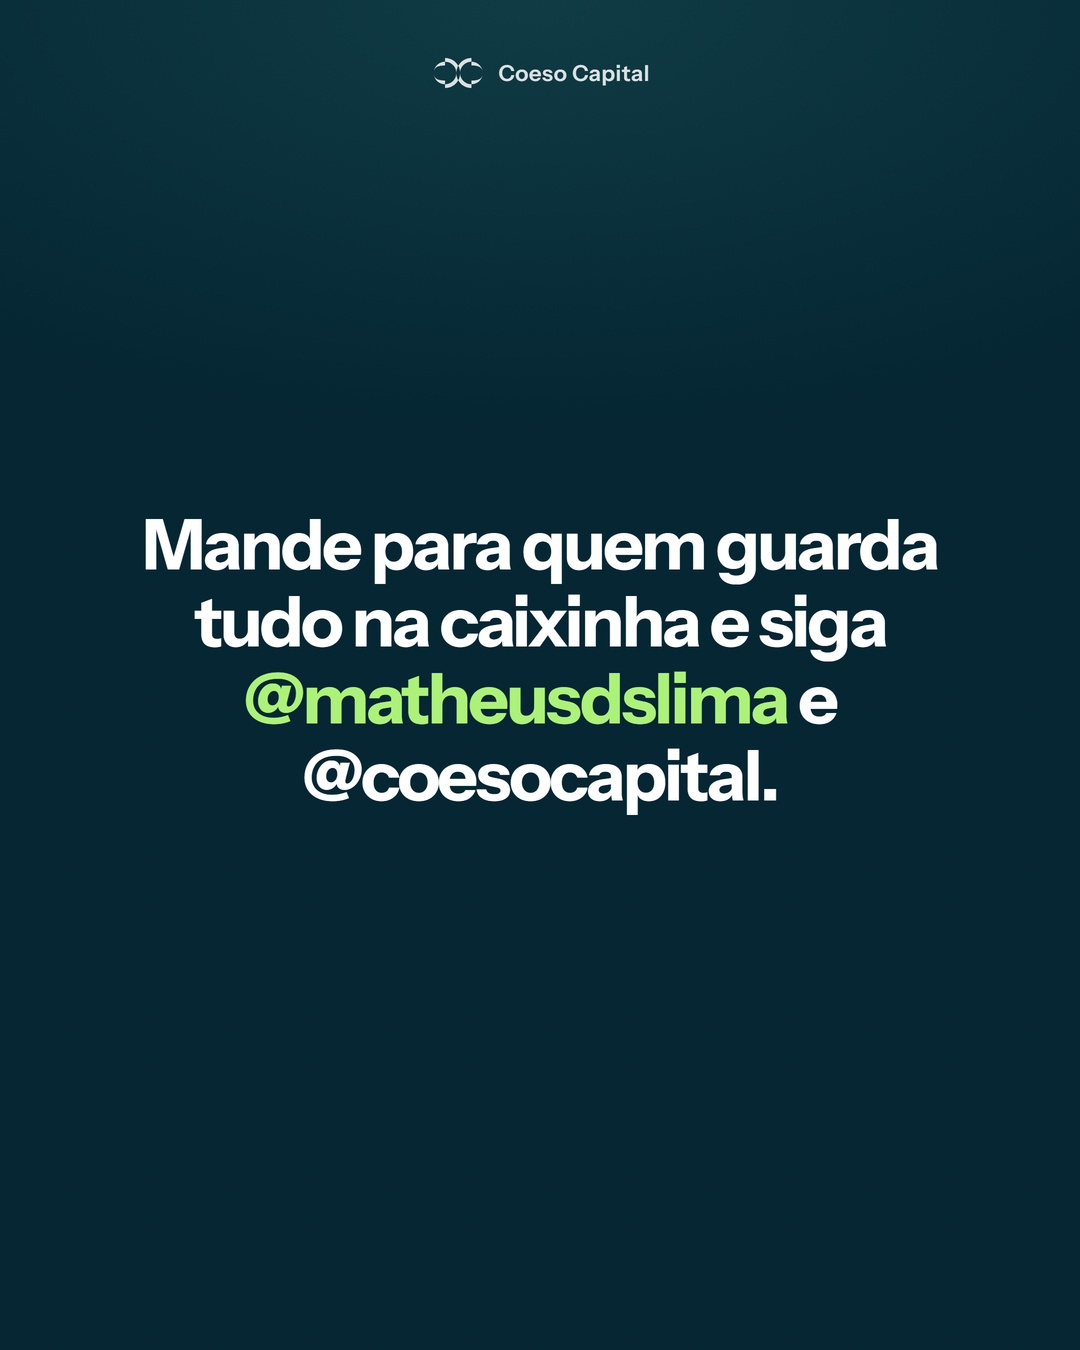 Coeso Capital
Mande para quem guarda
tudo na caixinha e siga
@matheusdslima e
@coesocapital.